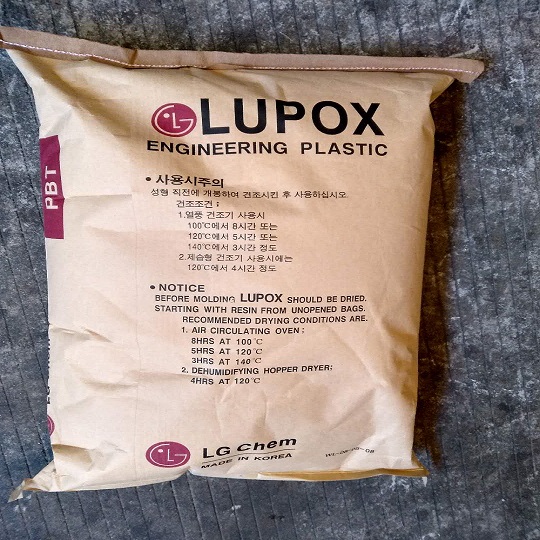 LG LUPOX
ENGINEERING PLASTIC
PBT
• 사용시주의
성형 직전에 개봉하여 건조시킨 후 사용하십시오.
건조조건 :
1.열풍 건조기 사용시
100℃에서 8시간 또는
120℃에서 5시간 또는
140℃에서 3시간 정도
2.제습형 건조기 사용시에는
120℃에서 4시간 정도
• NOTICE
BEFORE MOLDING LUPOX SHOULD BE DRIED.
STARTING WITH RESIN FROM UNOPENED BAGS.
RECOMMENDED DRYING CONDITIONS ARE.
1. AIR CIRCULATING OVEN :
8HRS AT 100℃
5HRS AT 120℃
3HRS AT 140℃
2. DEHUMIDIFYING HOPPER DRYER;
4HRS AT 120℃
LG LG Chem
MADE IN KOREA